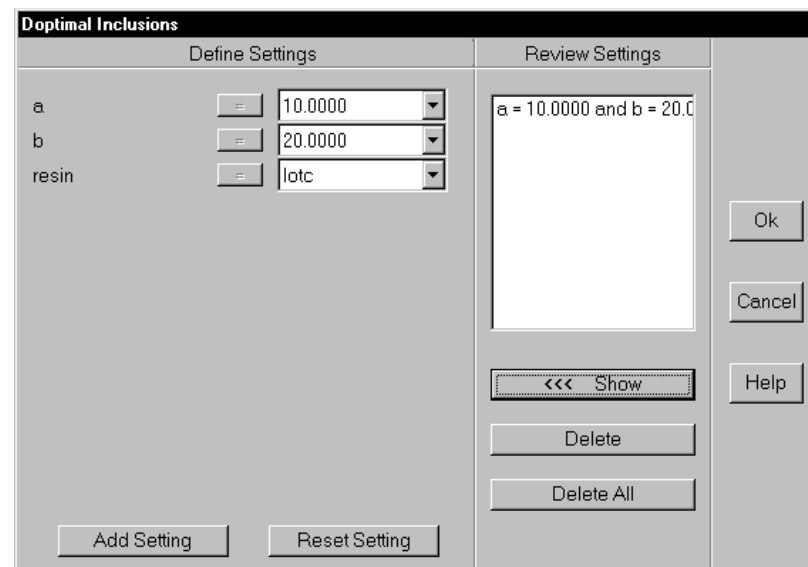 Doptimal Inclusions
Define Settings
Review Settings
a = 10.0000
b = 20.0000
resin = lotc
a = 10.0000 and b = 20.0
Ok
Cancel
Help
<<< Show
Delete
Delete All
Add Setting
Reset Setting